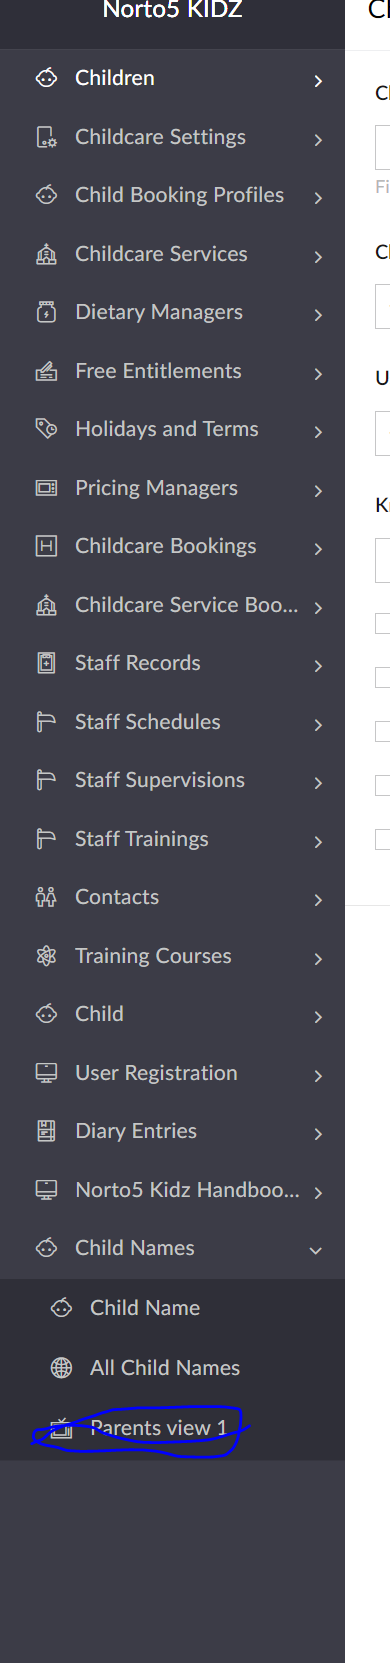 Norto5 KIDZ
Children
Childcare Settings
Child Booking Profiles
Childcare Services
Dietary Managers
Free Entitlements
Holidays and Terms
Pricing Managers
Childcare Bookings
Childcare Service Boo...
Staff Records
Staff Schedules
Staff Supervisions
Staff Trainings
Contacts
Training Courses
Child
User Registration
Diary Entries
Norto5 Kidz Handboo...
Child Names
Child Name
All Child Names
Parents view 1